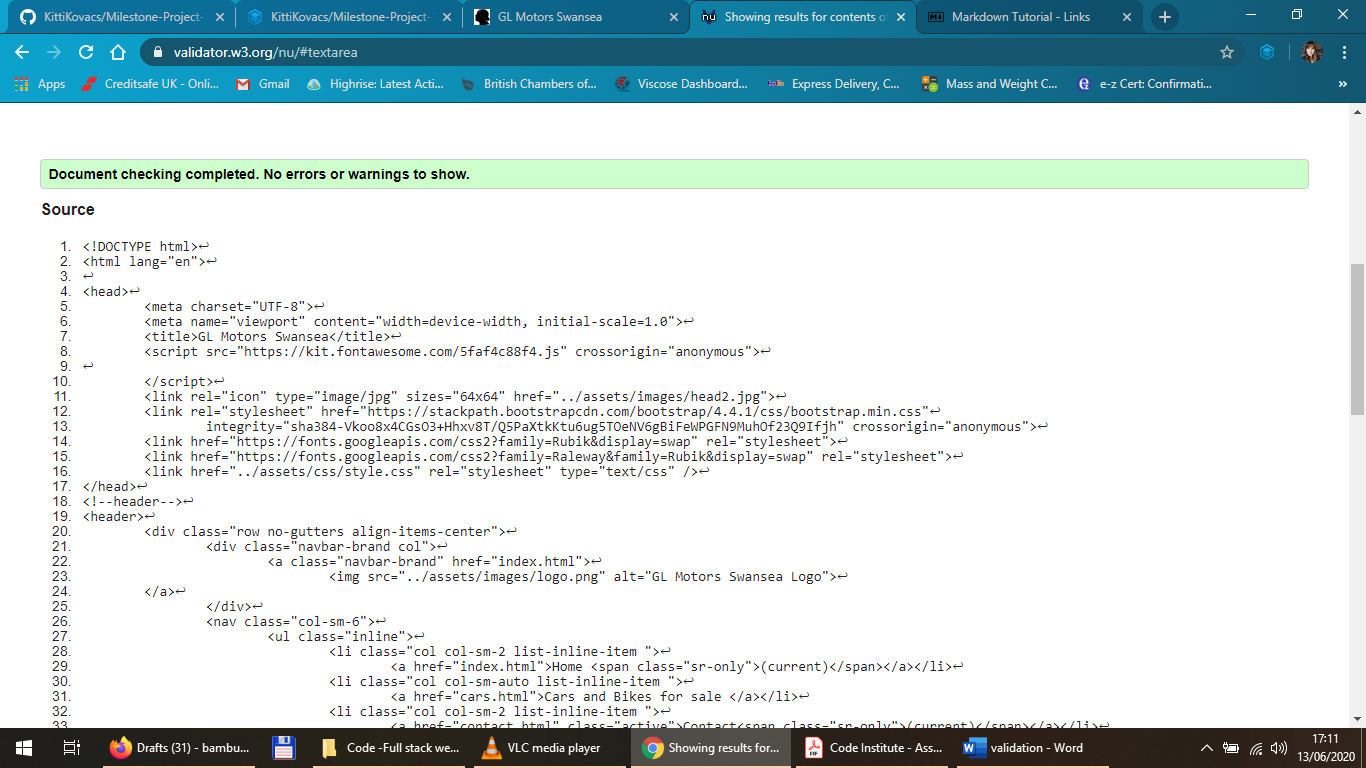 KittiKovacs/Milestone-Project-
KittiKovacs/Milestone-Project-
GL Motors Swansea
Showing results for contents o
Markdown Tutorial - Links
validator.w3.org/nu/#textarea
Apps
Creditsafe UK - Onli...
Gmail
Highrise: Latest Acti...
British Chambers of...
Viscose Dashboard...
Express Delivery, C...
Mass and Weight C...
e-z Cert: Confirmati...
»
Document checking completed. No errors or warnings to show.
Source
1. <!DOCTYPE html>↩
2. <html lang="en">↩
3. ↩
4. <head>↩
5. <meta charset="UTF-8">↩
6. <meta name="viewport" content="width=device-width, initial-scale=1.0">↩
7. <title>GL Motors Swansea</title>↩
8. <script src="https://kit.fontawesome.com/5faf4c88f4.js" crossorigin="anonymous">↩
9. ↩
10. </script>↩
11. <link rel="icon" type="image/jpg" sizes="64x64" href="../assets/images/head2.jpg">↩
12. <link rel="stylesheet" href="https://stackpath.bootstrapcdn.com/bootstrap/4.4.1/css/bootstrap.min.css"↩
13. integrity="sha384-Vkoo8x4CGsO3+Hhxv8T/Q5PaXtkKtu6ug5TOeNV6gBiFeWPGFN9MuhOf23Q9Ifjh" crossorigin="anonymous">↩
14. <link href="https://fonts.googleapis.com/css2?family=Rubik&display=swap" rel="stylesheet">↩
15. <link href="https://fonts.googleapis.com/css2?family=Raleway&family=Rubik&display=swap" rel="stylesheet">↩
16. <link href="../assets/css/style.css" rel="stylesheet" type="text/css" />↩
17. </head>↩
18. <!--header-->↩
19. <header>↩
20. <div class="row no-gutters align-items-center">↩
21. <div class="navbar-brand col">↩
22. <a class="navbar-brand" href="index.html">↩
23. <img src="../assets/images/logo.png" alt="GL Motors Swansea Logo">↩
24. </a>↩
25. </div>↩
26. <nav class="col-sm-6">↩
27. <ul class="inline">↩
28. <li class="col col-sm-2 list-inline-item ">↩
29. <a href="index.html">Home <span class="sr-only">(current)</span></a></li>↩
30. <li class="col col-sm-auto list-inline-item ">↩
31. <a href="cars.html">Cars and Bikes for sale </a></li>↩
32. <li class="col col-sm-2 list-inline-item ">↩
33. <a href="contact.html" class="active">Contact<span class="sr-only">(current)</span></a></li>↩
Drafts (31) - bambu...
Code -Full stack we...
VLC media player
Showing results for...
Code Institute - Ass...
validation - Word
17:11
13/06/2020